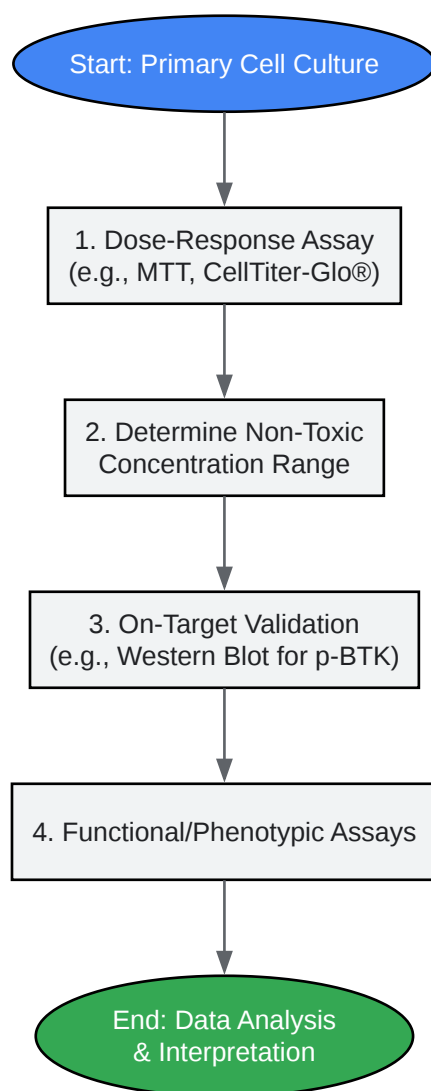 Start: Primary Cell Culture
1. Dose-Response Assay
(e.g., MTT, CellTiter-Glo®)
2. Determine Non-Toxic
Concentration Range
3. On-Target Validation
(e.g., Western Blot for p-BTK)
4. Functional/Phenotypic Assays
End: Data Analysis
& Interpretation